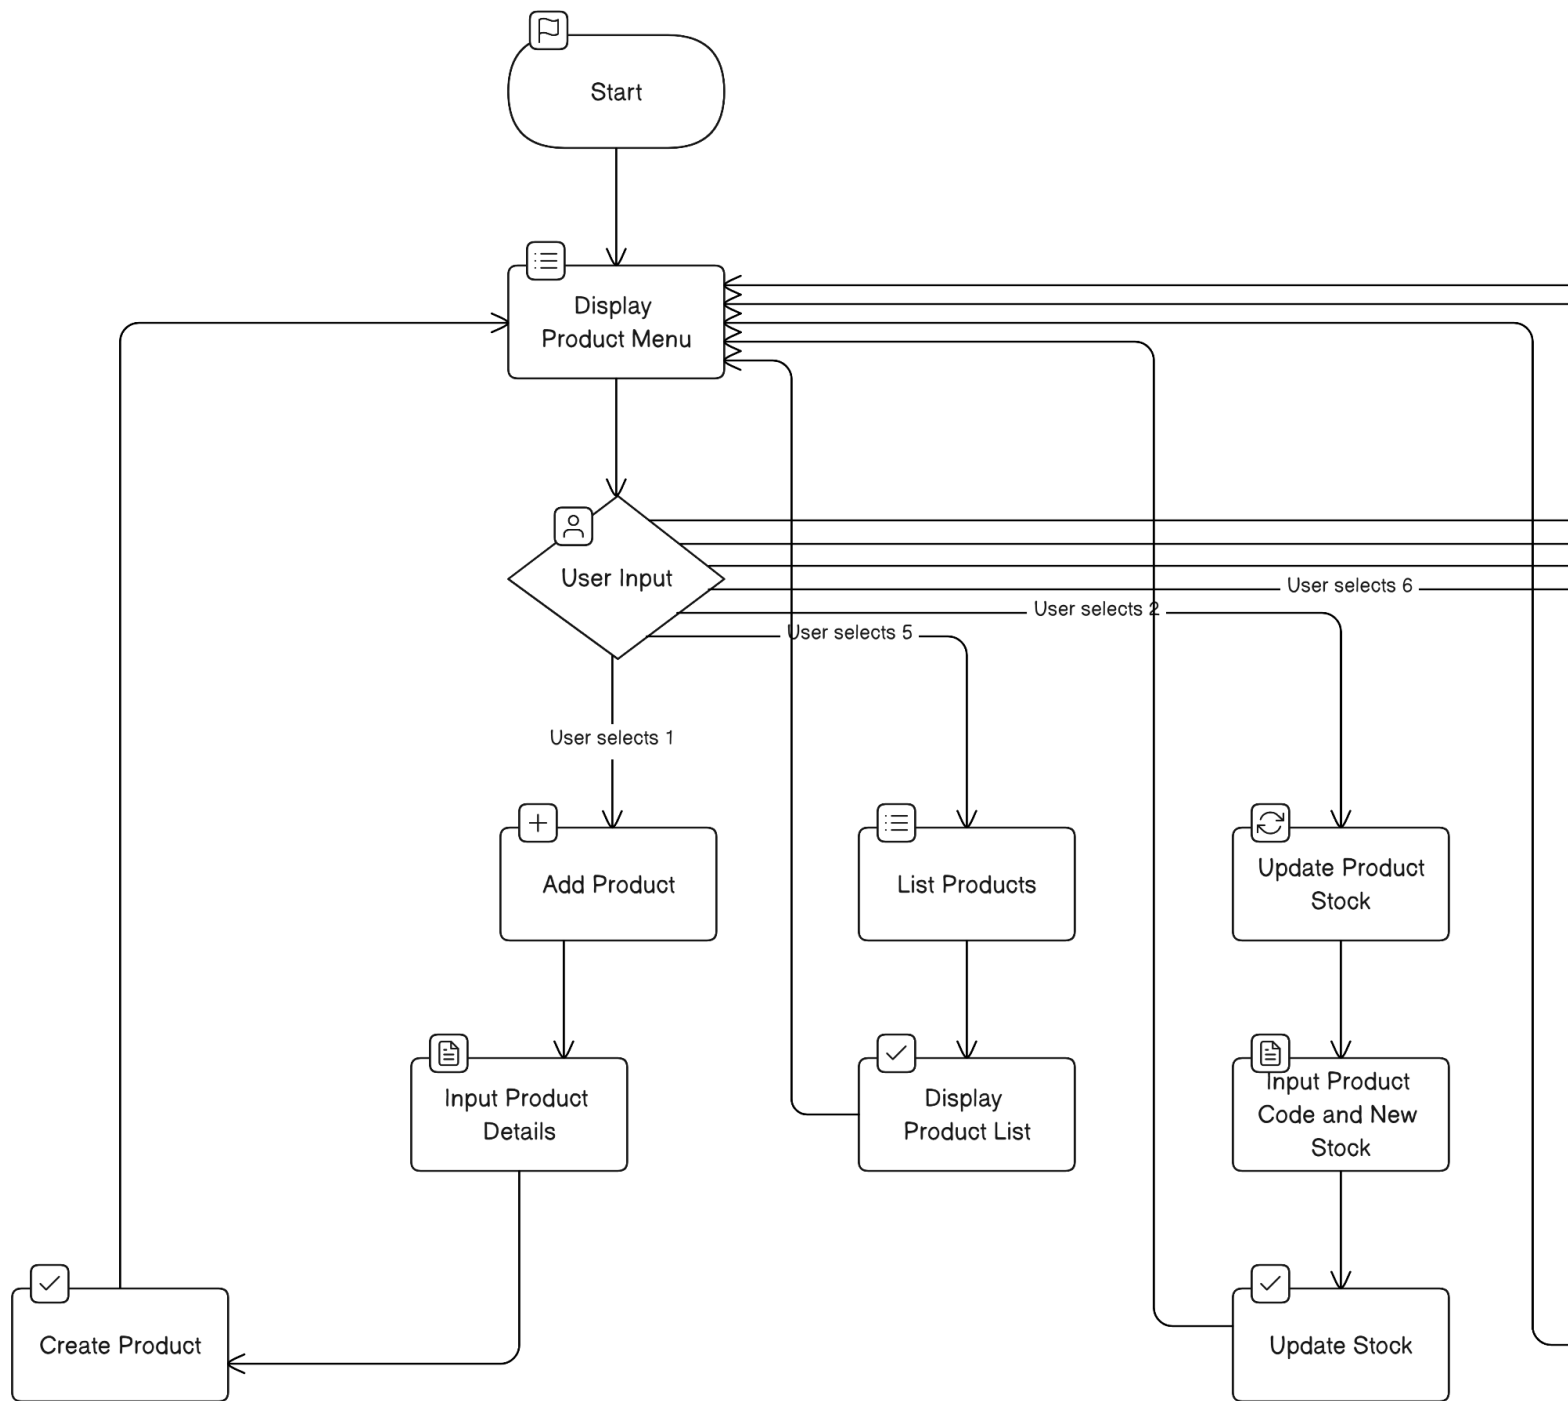 Start
Display
Product Menu
User Input
User selects 6
User selects 2
User selects 5
User selects 1
Add Product
List Products
Update Product
Stock
Input Product
Details
Display
Product List
Input Product
Code and New
Stock
Create Product
Update Stock